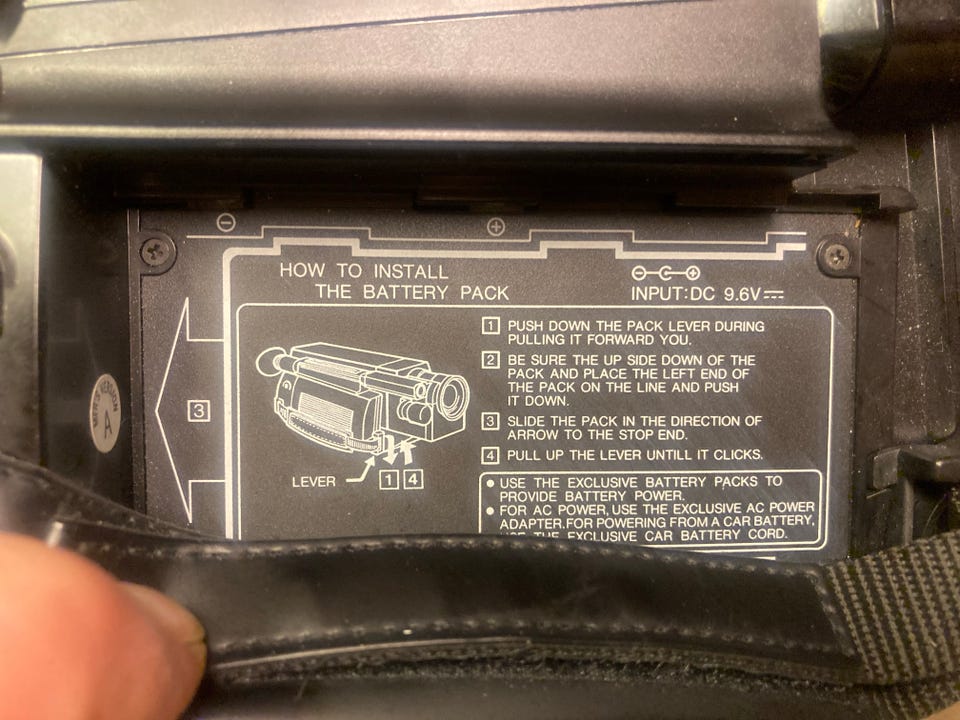 ⊖ ⊕
HOW TO INSTALL
THE BATTERY PACK
INPUT: DC 9.6V
1 PUSH DOWN THE PACK LEVER DURING
PULLING IT FORWARD YOU.
2 BE SURE THE UP SIDE DOWN OF THE
PACK AND PLACE THE LEFT END OF
THE PACK ON THE LINE AND PUSH
IT DOWN.
3 SLIDE THE PACK IN THE DIRECTION OF
ARROW TO THE STOP END.
4 PULL UP THE LEVER UNTILL IT CLICKS.
● USE THE EXCLUSIVE BATTERY PACKS TO
PROVIDE BATTERY POWER.
● FOR AC POWER, USE THE EXCLUSIVE AC POWER
ADAPTER. FOR POWERING FROM A CAR BATTERY,
USE THE EXCLUSIVE CAR BATTERY CORD.
3
LEVER
1 4
VERSION
A